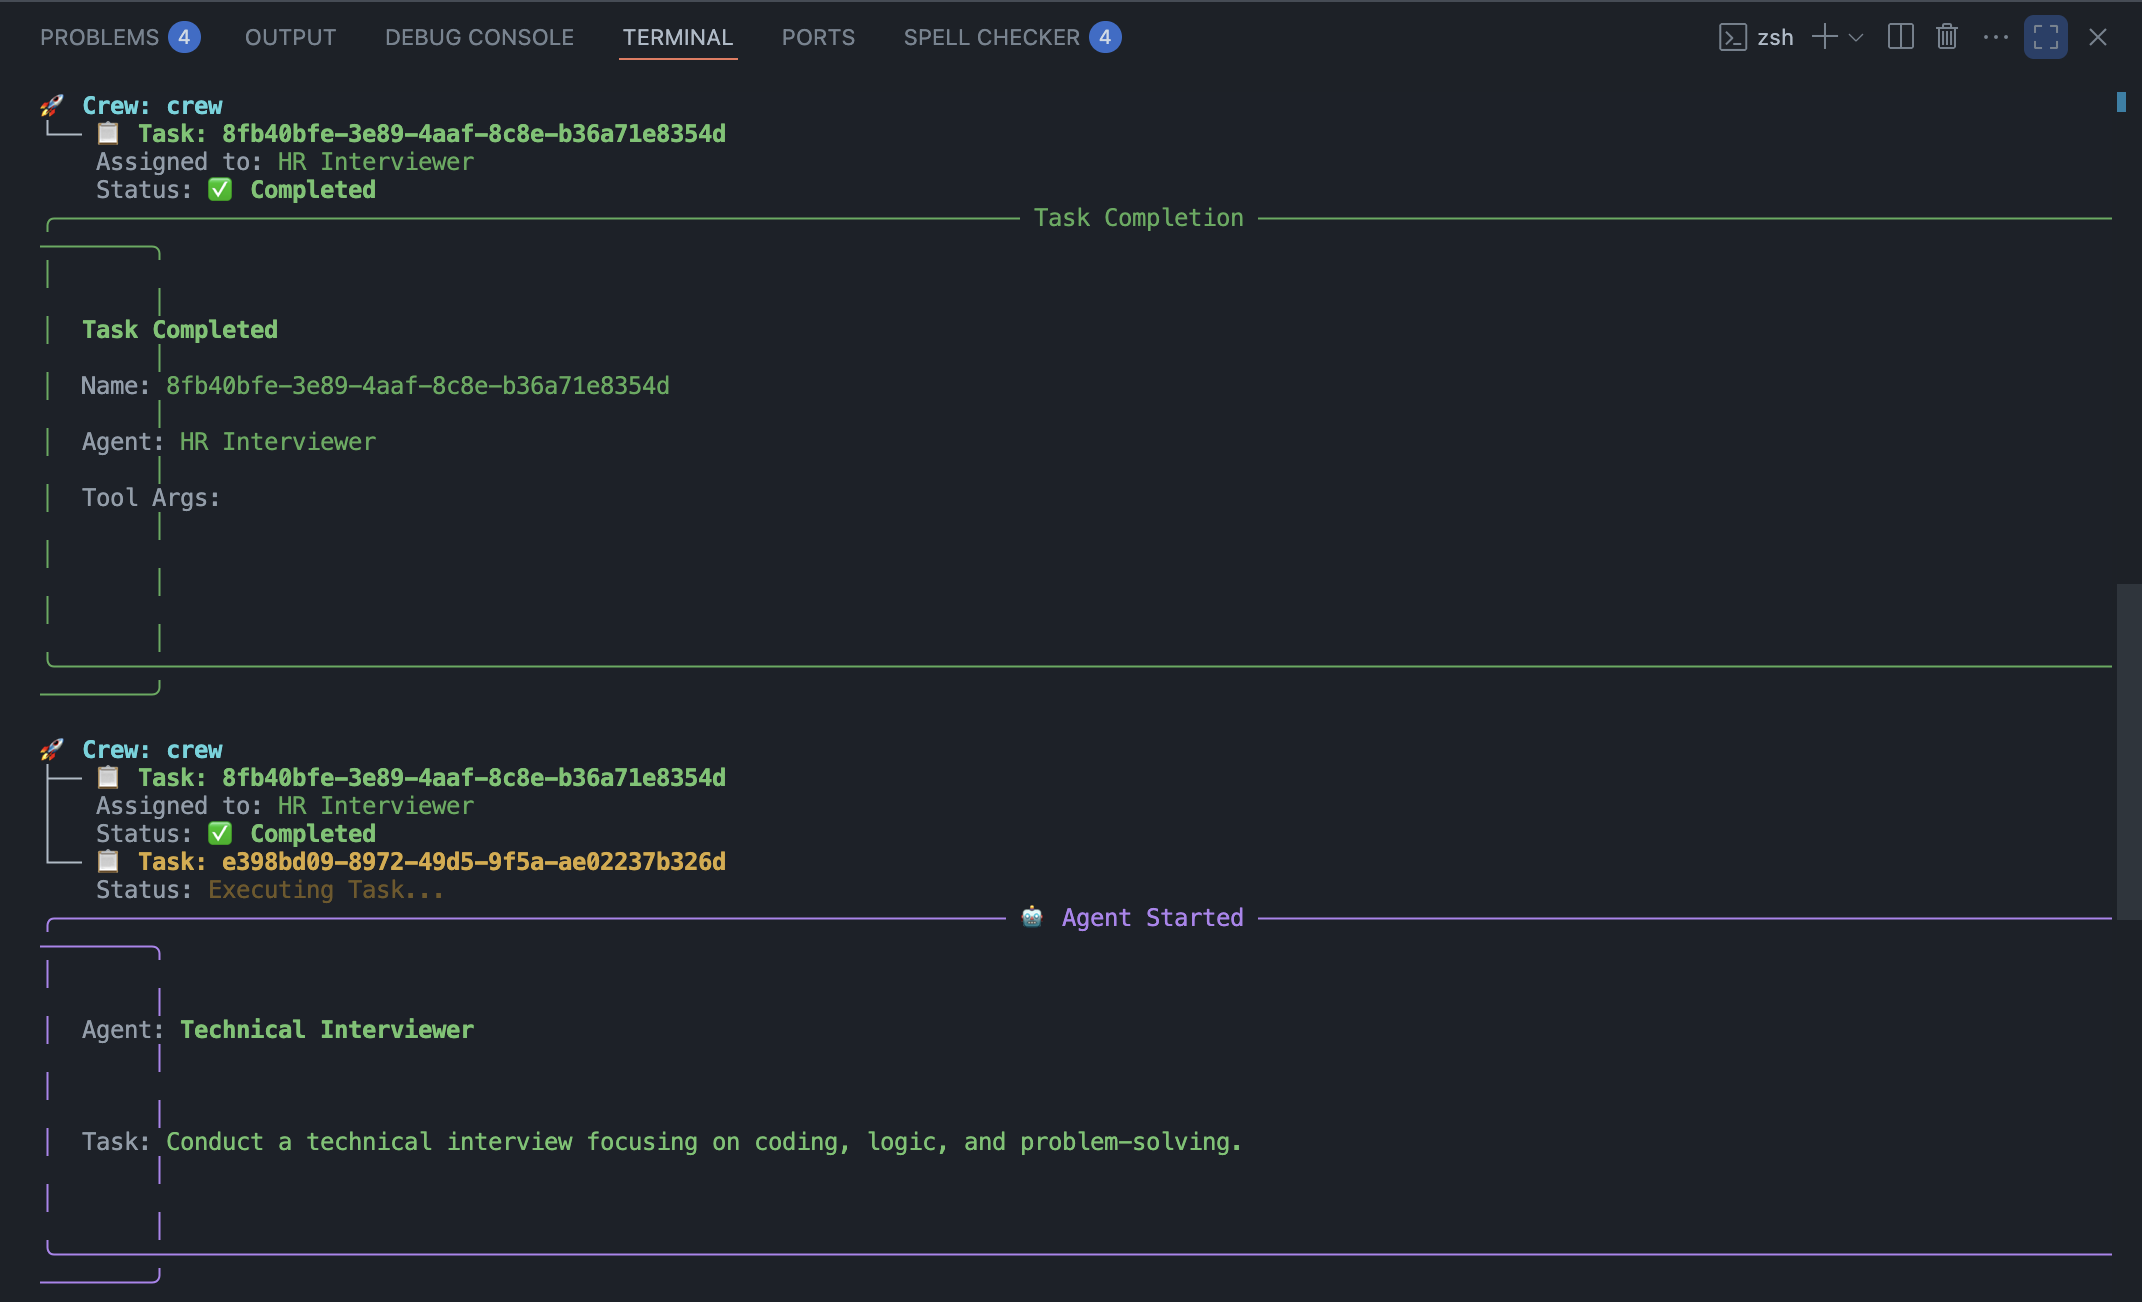 PROBLEMS 4 OUTPUT DEBUG CONSOLE TERMINAL PORTS SPELL CHECKER 4 zsh
🚀 Crew: crew
└── 📋 Task: 8fb40bfe-3e89-4aaf-8c8e-b36a71e8354d
Assigned to: HR Interviewer
Status: ✅ Completed
Task Completion
Task Completed
Name: 8fb40bfe-3e89-4aaf-8c8e-b36a71e8354d
Agent: HR Interviewer
Tool Args:
🚀 Crew: crew
├── 📋 Task: 8fb40bfe-3e89-4aaf-8c8e-b36a71e8354d
Assigned to: HR Interviewer
Status: ✅ Completed
└── 📋 Task: e398bd09-8972-49d5-9f5a-ae02237b326d
Status: Executing Task...
🤖 Agent Started
Agent: Technical Interviewer
Task: Conduct a technical interview focusing on coding, logic, and problem-solving.